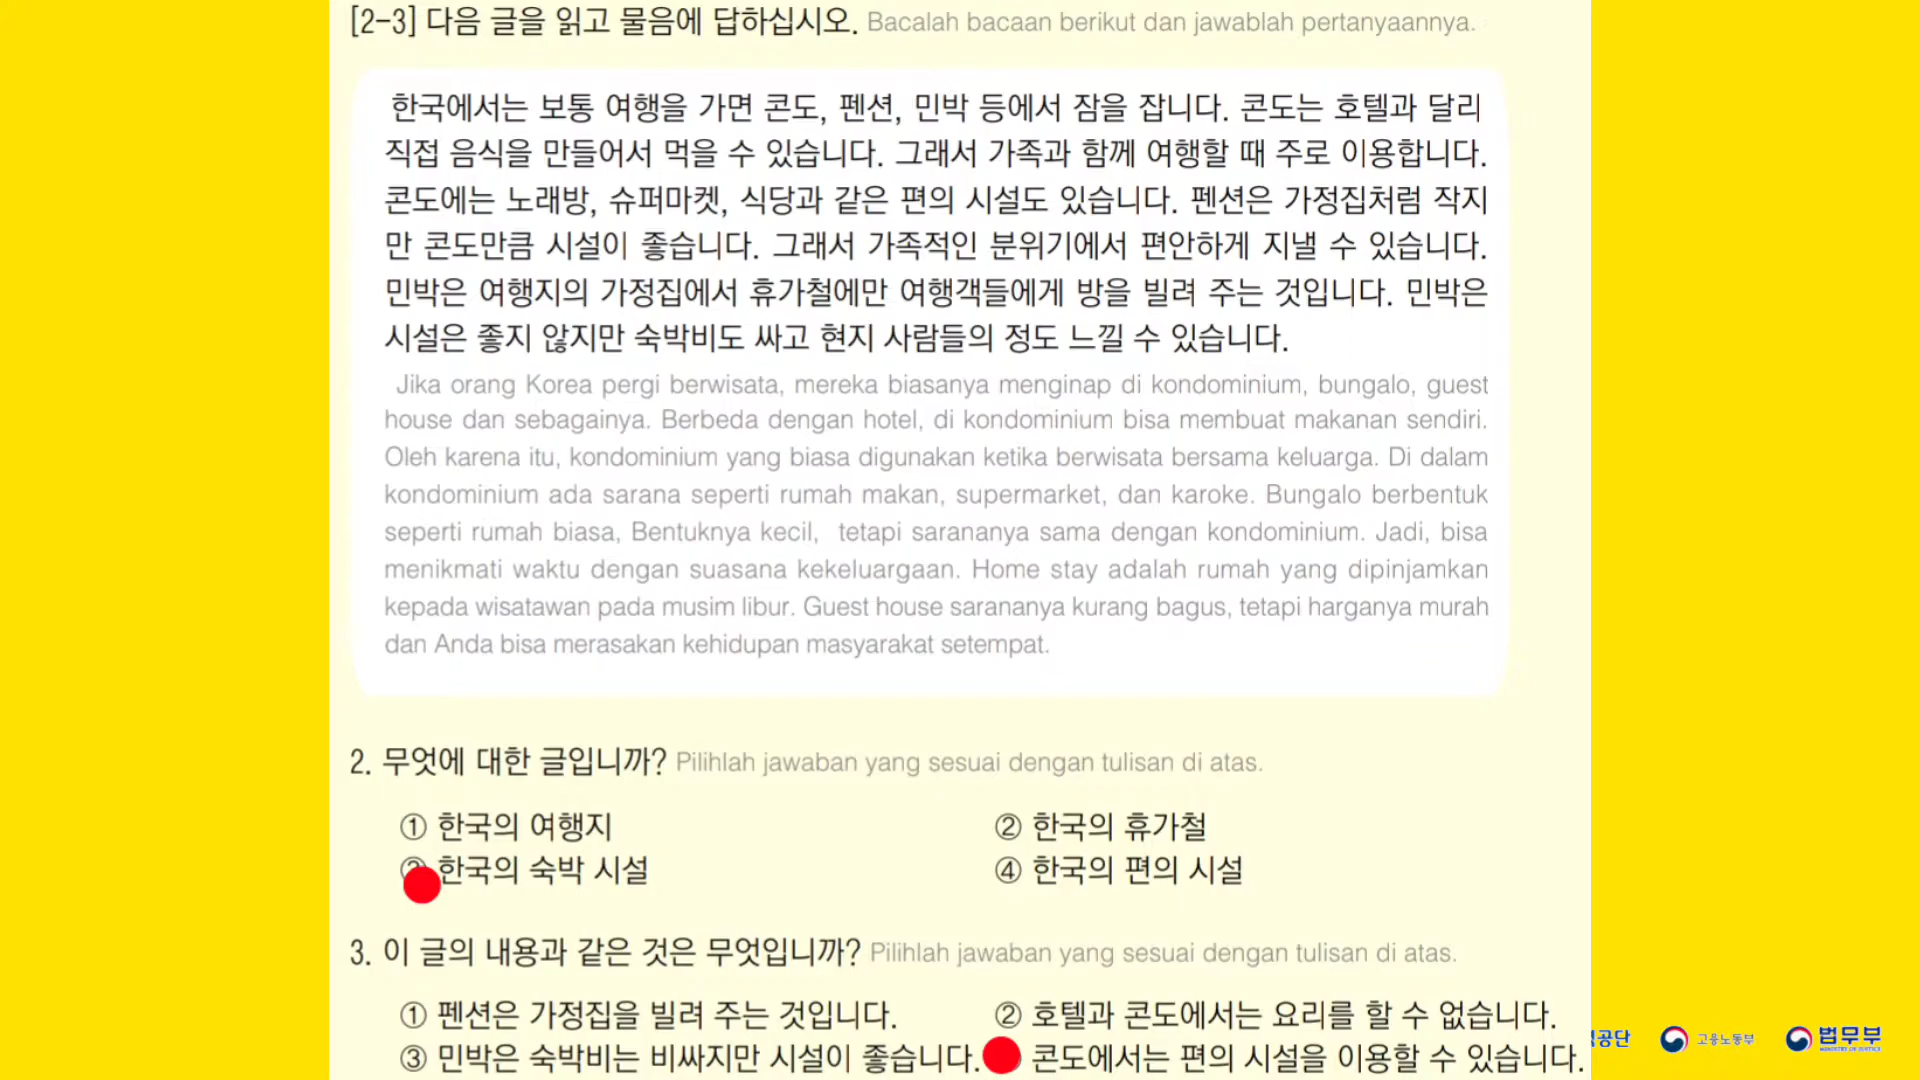 [2-3] 다음 글을 읽고 물음에 답하십시오. Bacalah bacaan berikut dan jawablah pertanyaannya.
한국에서는 보통 여행을 가면 콘도, 펜션, 민박 등에서 잠을 잡니다. 콘도는 호텔과 달리
직접 음식을 만들어서 먹을 수 있습니다. 그래서 가족과 함께 여행할 때 주로 이용합니다.
콘도에는 노래방, 슈퍼마켓, 식당과 같은 편의 시설도 있습니다. 펜션은 가정집처럼 작지
만 콘도만큼 시설이 좋습니다. 그래서 가족적인 분위기에서 편안하게 지낼 수 있습니다.
민박은 여행지의 가정집에서 휴가철에만 여행객들에게 방을 빌려 주는 것입니다. 민박은
시설은 좋지 않지만 숙박비도 싸고 현지 사람들의 정도 느낄 수 있습니다.
Jika orang Korea pergi berwisata, mereka biasanya menginap di kondominium, bungalo, guest
house dan sebagainya. Berbeda dengan hotel, di kondominium bisa membuat makanan sendiri.
Oleh karena itu, kondominium yang biasa digunakan ketika berwisata bersama keluarga. Di dalam
kondominium ada sarana seperti rumah makan, supermarket, dan karoke. Bungalo berbentuk
seperti rumah biasa, Bentuknya kecil, tetapi sarananya sama dengan kondominium. Jadi, bisa
menikmati waktu dengan suasana kekeluargaan. Home stay adalah rumah yang dipinjamkan
kepada wisatawan pada musim libur. Guest house sarananya kurang bagus, tetapi harganya murah
dan Anda bisa merasakan kehidupan masyarakat setempat.
2. 무엇에 대한 글입니까? Pilihlah jawaban yang sesuai dengan tulisan di atas.
① 한국의 여행지 ② 한국의 휴가철
한국의 숙박 시설 ④ 한국의 편의 시설
3. 이 글의 내용과 같은 것은 무엇입니까? Pilihlah jawaban yang sesuai dengan tulisan di atas.
① 펜션은 가정집을 빌려 주는 것입니다. ② 호텔과 콘도에서는 요리를 할 수 없습니다.
③ 민박은 숙박비는 비싸지만 시설이 좋습니다. 콘도에서는 편의 시설을 이용할 수 있습니다.
공단 고용노동부 법무부
MINISTRY OF JUSTICE